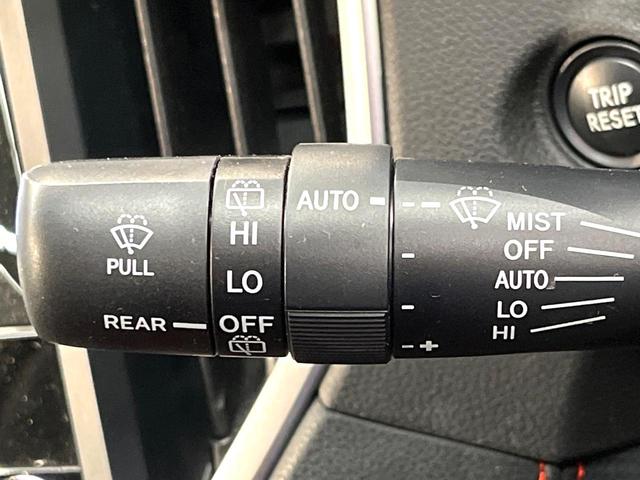 TRIP
RESET
PULL
REAR
HI
LO
OFF
AUTO
MIST
OFF
AUTO
LO
HI
- +